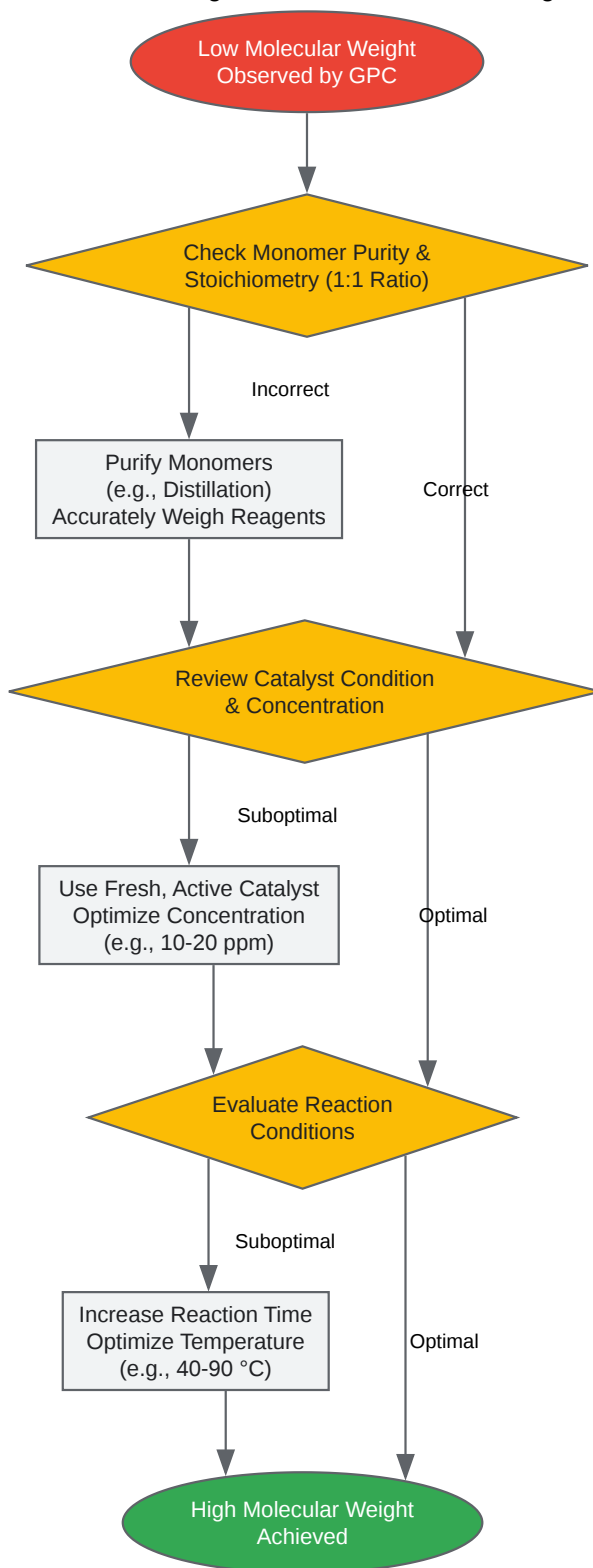 Low Molecular Weight
Observed by GPC
Check Monomer Purity &
Stoichiometry (1:1 Ratio)
Incorrect
Purify Monomers
(e.g., Distillation)
Accurately Weigh Reagents
Correct
Review Catalyst Condition
& Concentration
Suboptimal
Use Fresh, Active Catalyst
Optimize Concentration
(e.g., 10-20 ppm)
Optimal
Evaluate Reaction
Conditions
Suboptimal
Increase Reaction Time
Optimize Temperature
(e.g., 40-90 °C)
Optimal
High Molecular Weight
Achieved